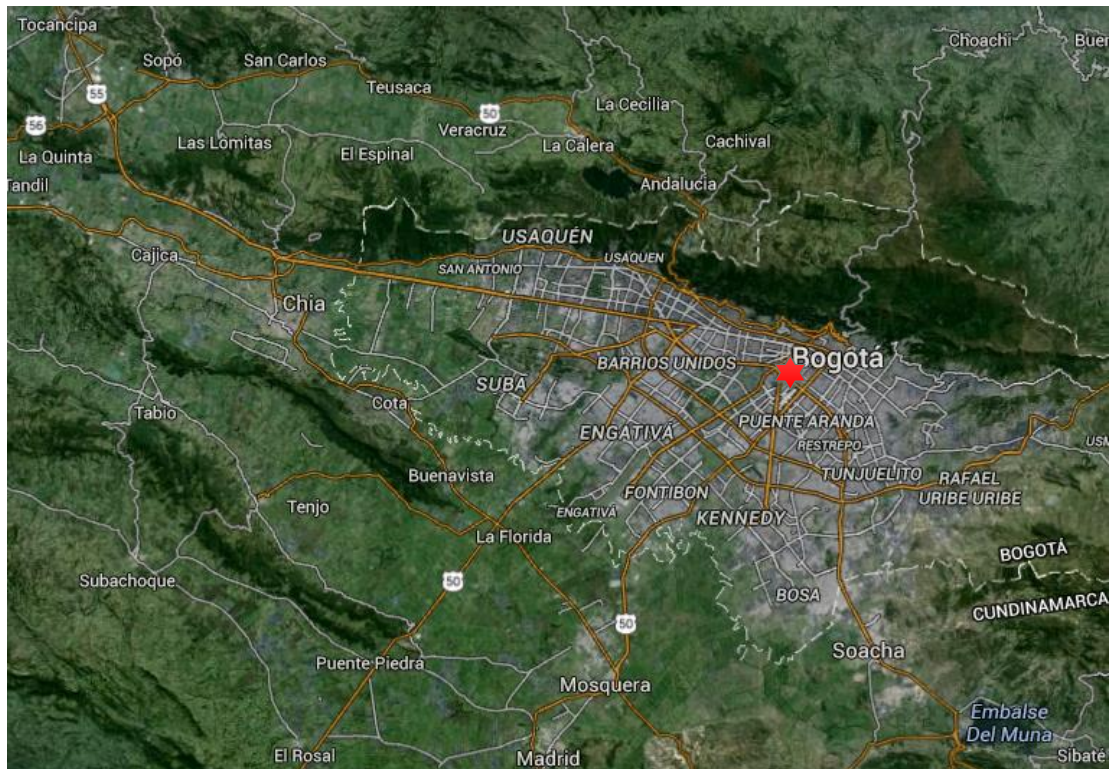 Tocancipa
Choachi
Sopó
San Carlos
Teusaca
55
50
La Cecilia
56
Veracruz
Las Lomitas
La Quinta
El Espinal
La Calera
Cachival
Tandil
Andalucia
USAQUÉN
Cajica
SAN ANTONIO
USAQUEN
Chia
Bogotá
BARRIOS UNIDOS
SUBA
Cota
Tabio
PUENTE ARANDA
ENGATIVÁ
RESTREPO
Buenavista
TUNJUELITO
RAFAEL
URIBE URIBE
FONTIBON
Tenjo
ENGATIVÁ
KENNEDY
La Florida
BOGOTÁ
Subachoque
50
BOSA
CUNDINAMARCA
50
Soacha
Puente Piedra
Mosquera
Embalse
Del Muna
El Rosal
Madrid
Sibaté